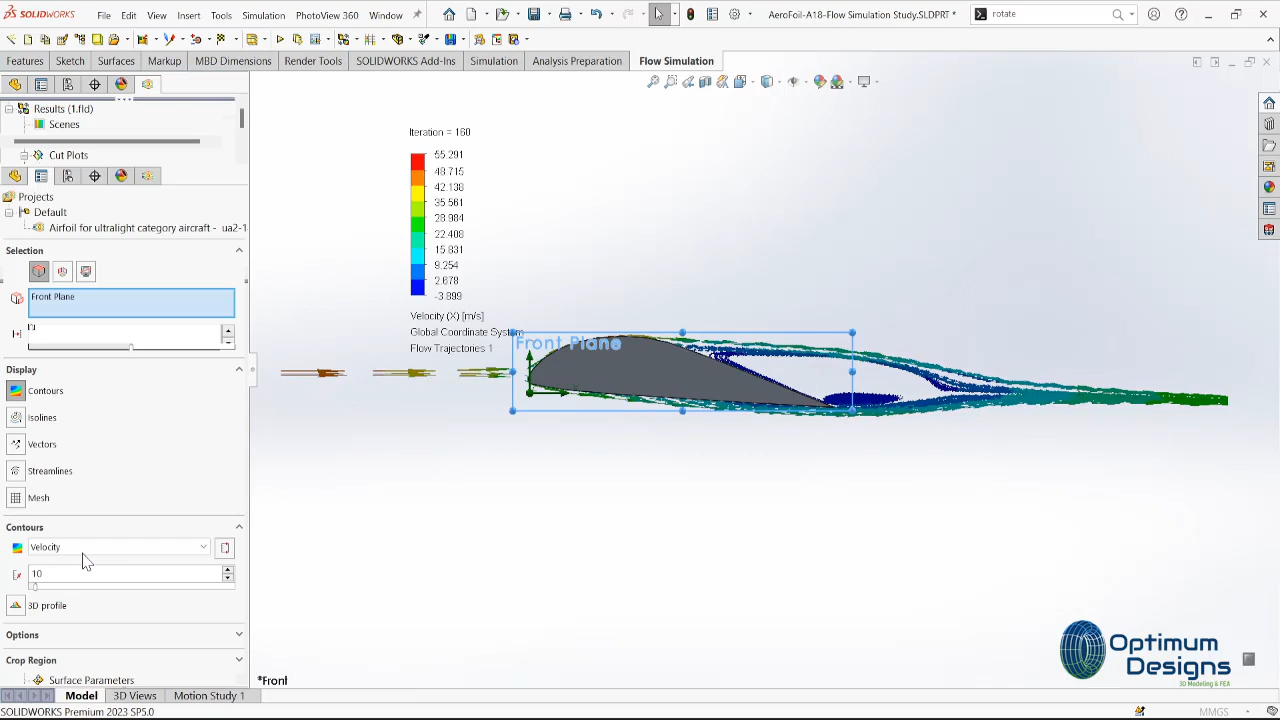 SOLIDWORKS
File
Edit
View
Insert
Tools
Simulation
PhotoView 360
Window
AeroFoil-A18-Flow Simulation Study.SLDPRT *
rotate
Features
Sketch
Surfaces
Markup
MBD Dimensions
Render Tools
SOLIDWORKS Add-Ins
Simulation
Analysis Preparation
Flow Simulation
Results (1.fld)
Scenes
Cut Plots
Projects
Default
Airfoil for ultralight category aircraft - ua2-1
Selection
Front Plane
Display
Contours
Isolines
Vectors
Streamlines
Mesh
Contours
Velocity
10
3D profile
Options
Crop Region
Surface Parameters
Iteration = 160
55.291
48.715
42.138
35.561
28.984
22.408
15.831
9.254
2.678
-3.899
Velocity (X) [m/s]
Global Coordinate System
Flow Trajectories 1
Front Plane
*Front
Optimum
Designs
3D Modeling & FEA
Model
3D Views
Motion Study 1
SOLIDWORKS Premium 2023 SP5.0
MMGS